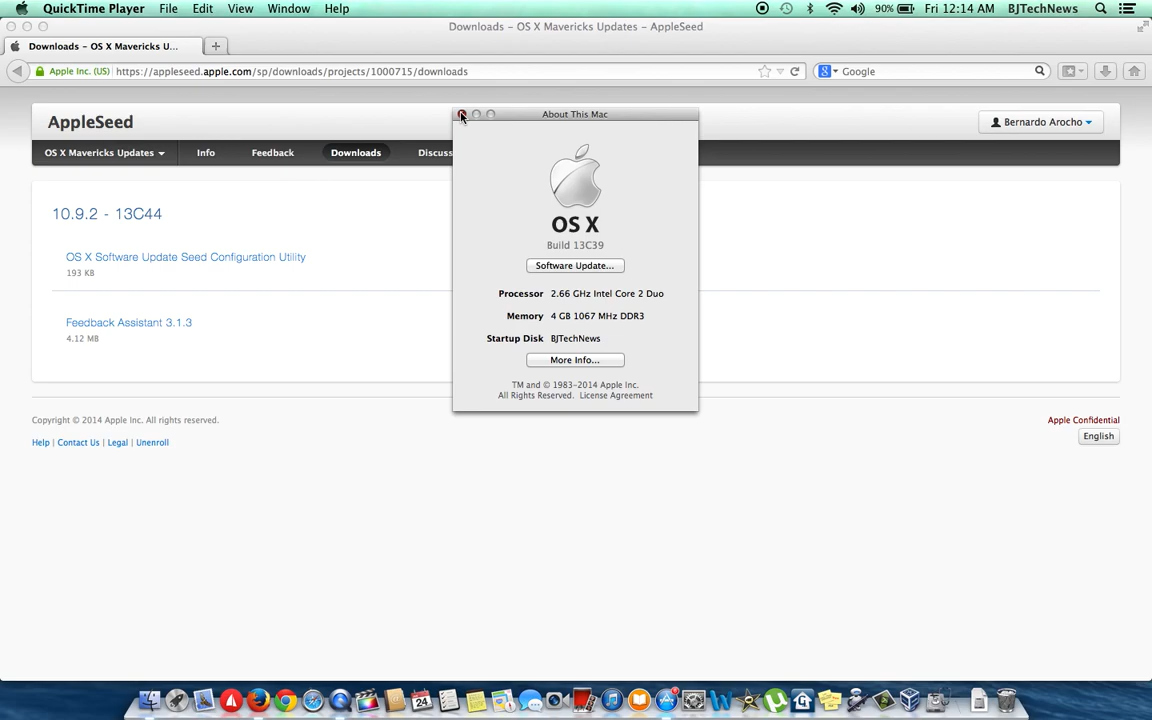 QuickTime Player File Edit View Window Help 90% Fri 12:14 AM BJTechNews
Downloads – OS X Mavericks Updates – AppleSeed
Downloads – OS X Mavericks U... +
Apple Inc. (US) https://appleseed.apple.com/sp/downloads/projects/1000715/downloads Google
AppleSeed
Bernardo Arocho
OS X Mavericks Updates Info Feedback Downloads Discuss
10.9.2 - 13C44
OS X Software Update Seed Configuration Utility
193 KB
Feedback Assistant 3.1.3
4.12 MB
About This Mac
OS X
Build 13C39
Software Update...
Processor 2.66 GHz Intel Core 2 Duo
Memory 4 GB 1067 MHz DDR3
Startup Disk BJTechNews
More Info...
TM and © 1983–2014 Apple Inc.
All Rights Reserved. License Agreement
Copyright © 2014 Apple Inc. All rights reserved.
Apple Confidential
Help Contact Us Legal Unenroll
English